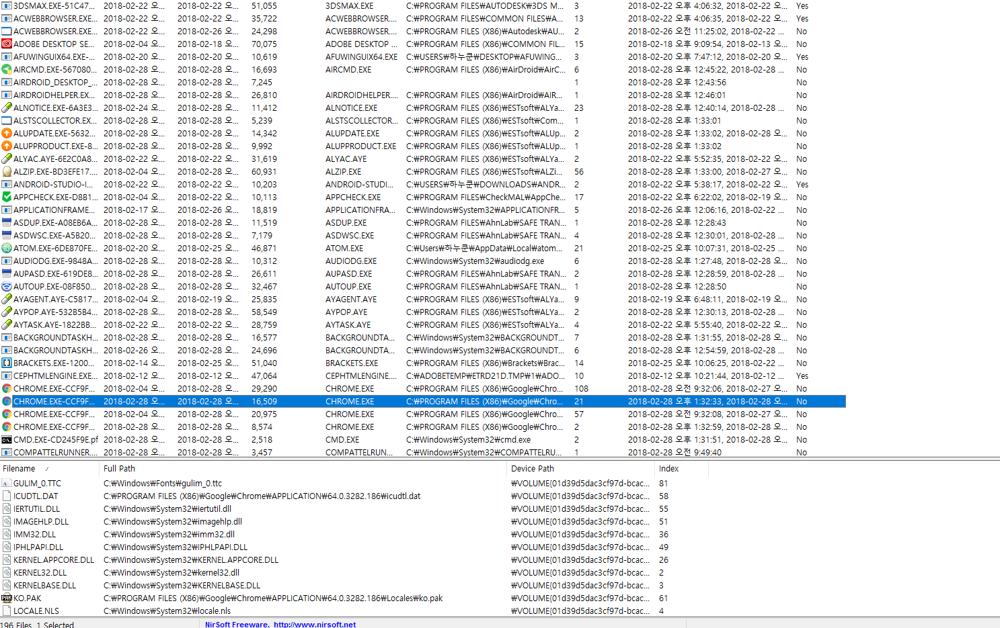 3DSMAX.EXE-51C47... 2018-02-22 오... 2018-02-22 오... 51,055 3DSMAX.EXE C:₩PROGRAM FILES₩AUTODESK₩3DS M... 3 2018-02-22 오후 4:06:32, 2018-02-22 오... Yes
ACWEBBROWSER.EXE... 2018-02-22 오... 2018-02-22 오... 35,722 ACWEBBROWSER.... C:₩PROGRAM FILES₩COMMON FILES₩A... 13 2018-02-22 오후 4:06:35, 2018-02-22 오... Yes
ACWEBBROWSER.EXE... 2018-02-22 오... 2018-02-26 오... 24,298 ACWEBBROWSER.... C:₩PROGRAM FILES (X86)₩Autodesk₩AU... 2 2018-02-26 오전 11:25:02, 2018-02-22 ... No
ADOBE DESKTOP SE... 2018-02-04 오... 2018-02-18 오... 70,075 ADOBE DESKTOP ... C:₩PROGRAM FILES (X86)₩COMMON FIL... 15 2018-02-18 오후 9:09:54, 2018-02-13 오... No
AFUWINGUIX64.EXE-... 2018-02-20 오... 2018-02-20 오... 10,619 AFUWINGUIX64.EXE C:₩USERS₩하누쿤₩DESKTOP₩AFUWING... 3 2018-02-20 오후 7:47:12, 2018-02-20 오... Yes
AIRCMD.EXE-567080... 2018-02-28 오... 2018-02-28 오... 16,693 AIRCMD.EXE C:₩PROGRAM FILES (X86)₩AirDroid₩AirC... 6 2018-02-28 오후 12:45:22, 2018-02-28 ... No
AIRDROID_DESKTOP_... 2018-02-28 오... 2018-02-28 오... 7,245 1 2018-02-28 오후 12:43:56 No
AIRDROIDHELPER.EX... 2018-02-28 오... 2018-02-28 오... 26,810 AIRDROIDHELPER.... C:₩PROGRAM FILES (X86)₩AirDroid₩AIR... 1 2018-02-28 오후 12:46:01 No
ALNOTICE.EXE-6A3E3... 2018-02-24 오... 2018-02-28 오... 11,412 ALNOTICE.EXE C:₩PROGRAM FILES (X86)₩ESTsoft₩ALYa... 23 2018-02-28 오후 12:40:14, 2018-02-28 ... No
ALSTSCOLLECTOR.EX... 2018-02-28 오... 2018-02-28 오... 5,239 ALSTSCOLLECTOR... C:₩PROGRAM FILES (X86)₩ESTsoft₩Com... 1 2018-02-28 오후 1:33:01 No
ALUPDATE.EXE-5632... 2018-02-28 오... 2018-02-28 오... 14,342 ALUPDATE.EXE C:₩PROGRAM FILES (X86)₩ESTsoft₩ALUp... 2 2018-02-28 오후 1:33:02, 2018-02-28 오... No
ALUPPRODUCT.EXE-8... 2018-02-28 오... 2018-02-28 오... 9,992 ALUPPRODUCT.EXE C:₩PROGRAM FILES (X86)₩ESTsoft₩ALUp... 1 2018-02-28 오후 1:33:02 No
ALYAC.AYE-6E2C0A8... 2018-02-22 오... 2018-02-22 오... 31,619 ALYAC.AYE C:₩PROGRAM FILES (X86)₩ESTsoft₩ALYa... 2 2018-02-22 오후 5:52:35, 2018-02-22 오... No
ALZIP.EXE-BD3EFE17.... 2018-02-04 오... 2018-02-28 오... 60,931 ALZIP.EXE C:₩PROGRAM FILES (X86)₩ESTsoft₩ALZi... 56 2018-02-28 오후 1:33:00, 2018-02-27 오... No
ANDROID-STUDIO-I... 2018-02-22 오... 2018-02-22 오... 10,203 ANDROID-STUDI... C:₩USERS₩하누쿤₩DOWNLOADS₩ANDR... 2 2018-02-22 오후 5:38:17, 2018-02-22 오... Yes
APPCHECK.EXE-D8B1... 2018-02-04 오... 2018-02-22 오... 10,113 APPCHECK.EXE C:₩PROGRAM FILES₩CheckMAL₩AppChe... 17 2018-02-22 오후 6:22:02, 2018-02-19 오... No
APPLICATIONFRAME... 2018-02-17 오... 2018-02-26 오... 18,819 APPLICATIONFRA... C:₩Windows₩System32₩APPLICATIONFR... 5 2018-02-26 오후 12:06:16, 2018-02-22 ... No
ASDUP.EXE-A08EB6A... 2018-02-28 오... 2018-02-28 오... 11,519 ASDUP.EXE C:₩PROGRAM FILES₩AhnLab₩SAFE TRAN... 1 2018-02-28 오후 12:28:43 No
ASDWSC.EXE-A5B20... 2018-02-28 오... 2018-02-28 오... 7,179 ASDWSC.EXE C:₩PROGRAM FILES₩AhnLab₩SAFE TRAN... 4 2018-02-28 오후 12:30:01, 2018-02-28 ... No
ATOM.EXE-6DE870FE... 2018-02-20 오... 2018-02-25 오... 46,871 ATOM.EXE C:₩Users₩하누쿤₩AppData₩Local₩atom... 21 2018-02-25 오후 10:07:31, 2018-02-25 ... No
AUDIODG.EXE-9848A... 2018-02-28 오... 2018-02-28 오... 10,312 AUDIODG.EXE C:₩Windows₩System32₩audiodg.exe 6 2018-02-28 오후 1:27:48, 2018-02-28 오... No
AUPASD.EXE-619DE8... 2018-02-28 오... 2018-02-28 오... 26,611 AUPASD.EXE C:₩PROGRAM FILES₩AhnLab₩SAFE TRAN... 2 2018-02-28 오후 12:28:59, 2018-02-28 ... No
AUTOUP.EXE-08F850... 2018-02-28 오... 2018-02-28 오... 32,467 AUTOUP.EXE C:₩PROGRAM FILES₩AhnLab₩SAFE TRAN... 1 2018-02-28 오후 12:28:50 No
AYAGENT.AYE-C5817... 2018-02-04 오... 2018-02-19 오... 25,835 AYAGENT.AYE C:₩PROGRAM FILES (X86)₩ESTsoft₩ALYa... 9 2018-02-19 오후 6:48:11, 2018-02-19 오... No
AYPOP.AYE-532B5B4... 2018-02-28 오... 2018-02-28 오... 58,549 AYPOP.AYE C:₩PROGRAM FILES (X86)₩ESTsoft₩ALYa... 2 2018-02-28 오후 12:30:13, 2018-02-28 ... No
AYTASK.AYE-1822BB... 2018-02-22 오... 2018-02-22 오... 28,759 AYTASK.AYE C:₩PROGRAM FILES (X86)₩ESTsoft₩ALYa... 4 2018-02-22 오후 5:55:40, 2018-02-22 오... No
BACKGROUNDTASKH... 2018-02-28 오... 2018-02-28 오... 16,577 BACKGROUNDTA... C:₩Windows₩System32₩BACKGROUNDT... 7 2018-02-28 오후 1:31:55, 2018-02-28 오... No
BACKGROUNDTASKH... 2018-02-26 오... 2018-02-28 오... 24,696 BACKGROUNDTA... C:₩Windows₩System32₩BACKGROUNDT... 6 2018-02-28 오후 12:54:59, 2018-02-28 ... No
BRACKETS.EXE-1200... 2018-02-14 오... 2018-02-25 오... 51,040 BRACKETS.EXE C:₩PROGRAM FILES (X86)₩Brackets₩Brac... 14 2018-02-25 오후 10:06:25, 2018-02-22 ... No
CEPHTMLENGINE.EXE... 2018-02-12 오... 2018-02-12 오... 47,064 CEPHTMLENGINE.... C:₩ADOBETEMP₩ETRD21D.TMP₩1₩ADO... 10 2018-02-12 오후 10:21:44, 2018-02-12 ... Yes
CHROME.EXE-CCF9F... 2018-02-04 오... 2018-02-28 오... 29,290 CHROME.EXE C:₩PROGRAM FILES (X86)₩Google₩Chro... 108 2018-02-28 오전 9:32:06, 2018-02-27 오... No
CHROME.EXE-CCF9F... 2018-02-28 오... 2018-02-28 오... 16,509 CHROME.EXE C:₩PROGRAM FILES (X86)₩Google₩Chro... 21 2018-02-28 오후 1:32:33, 2018-02-28 오... No
CHROME.EXE-CCF9F... 2018-02-04 오... 2018-02-28 오... 20,975 CHROME.EXE C:₩PROGRAM FILES (X86)₩Google₩Chro... 57 2018-02-28 오전 9:32:08, 2018-02-27 오... No
CHROME.EXE-CCF9F... 2018-02-28 오... 2018-02-28 오... 8,574 CHROME.EXE C:₩PROGRAM FILES (X86)₩Google₩Chro... 2 2018-02-28 오후 1:32:59, 2018-02-28 오... No
CMD.EXE-CD245F9E.pf 2018-02-28 오... 2018-02-28 오... 2,518 CMD.EXE C:₩Windows₩System32₩cmd.exe 2 2018-02-28 오후 1:31:51, 2018-02-28 오... No
COMPATTELRUNNER.... 2018-02-28 오... 2018-02-28 오... 3,457 COMPATTELRUN... C:₩Windows₩System32₩COMPATTELRU... 1 2018-02-28 오전 9:49:40 No
Filename Full Path Device Path Index
GULIM_0.TTC C:₩Windows₩Fonts₩gulim_0.ttc ₩VOLUME{01d39d5dac3cf97d-bcac... 81
ICUDTL.DAT C:₩PROGRAM FILES (X86)₩Google₩Chrome₩APPLICATION₩64.0.3282.186₩icudtl.dat ₩VOLUME{01d39d5dac3cf97d-bcac... 58
IERTUTIL.DLL C:₩Windows₩System32₩iertutil.dll ₩VOLUME{01d39d5dac3cf97d-bcac... 55
IMAGEHLP.DLL C:₩Windows₩System32₩imagehlp.dll ₩VOLUME{01d39d5dac3cf97d-bcac... 51
IMM32.DLL C:₩Windows₩System32₩imm32.dll ₩VOLUME{01d39d5dac3cf97d-bcac... 36
IPHLPAPI.DLL C:₩Windows₩System32₩IPHLPAPI.DLL ₩VOLUME{01d39d5dac3cf97d-bcac... 49
KERNEL.APPCORE.DLL C:₩Windows₩System32₩KERNEL.APPCORE.DLL ₩VOLUME{01d39d5dac3cf97d-bcac... 26
KERNEL32.DLL C:₩Windows₩System32₩kernel32.dll ₩VOLUME{01d39d5dac3cf97d-bcac... 2
KERNELBASE.DLL C:₩Windows₩System32₩KERNELBASE.DLL ₩VOLUME{01d39d5dac3cf97d-bcac... 3
KO.PAK C:₩PROGRAM FILES (X86)₩Google₩Chrome₩APPLICATION₩64.0.3282.186₩Locales₩ko.pak ₩VOLUME{01d39d5dac3cf97d-bcac... 61
LOCALE.NLS C:₩Windows₩System32₩locale.nls ₩VOLUME{01d39d5dac3cf97d-bcac... 4
196 Files, 1 Selected NirSoft Freeware. http://www.nirsoft.net